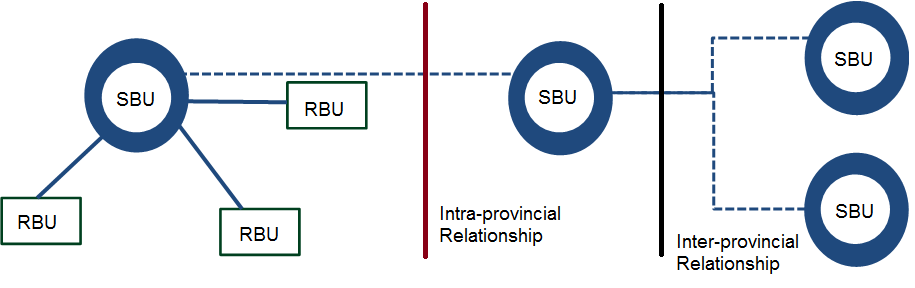 SBU
RBU
RBU
RBU
SBU
Intra-provincial
Relationship
SBU
SBU
Inter-provincial
Relationship